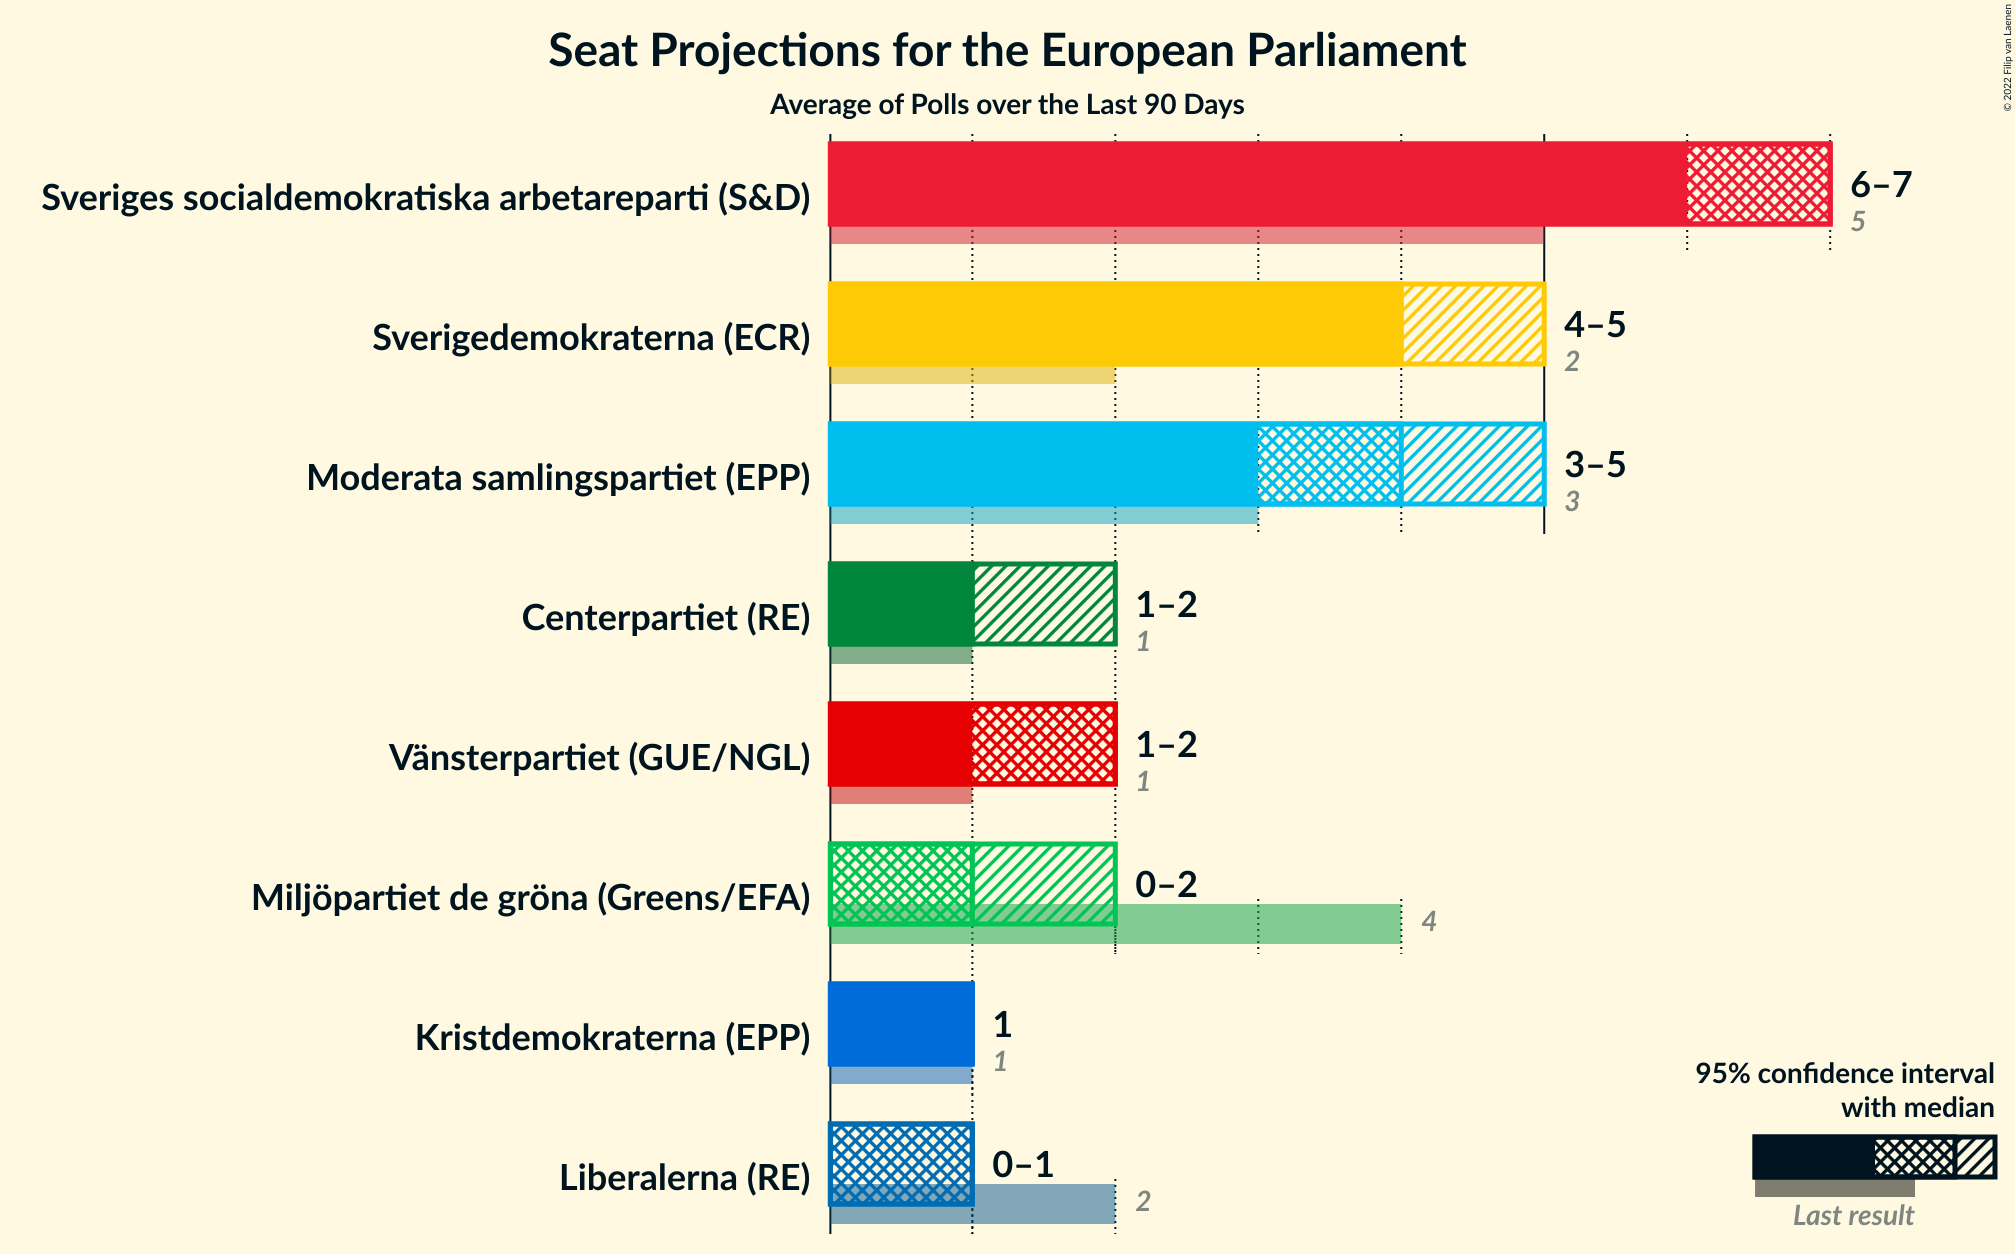 Seat Projections for the European Parliament
Average of Polls over the Last 90 Days
© 2022 Filip van Laenen
Sveriges socialdemokratiska arbetareparti (S&D)
6–7
5
Sverigedemokraterna (ECR)
4–5
2
Moderata samlingspartiet (EPP)
3–5
3
Centerpartiet (RE)
1–2
1
Vänsterpartiet (GUE/NGL)
1–2
1
Miljöpartiet de gröna (Greens/EFA)
0–2
4
Kristdemokraterna (EPP)
1
1
Liberalerna (RE)
0–1
2
95% confidence interval
with median
Last result